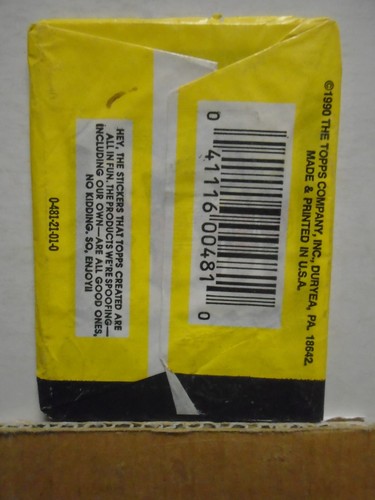 ©1990 THE TOPPS COMPANY, INC., DURYEA, PA. 18642.
MADE & PRINTED IN U.S.A.
0 41116 00481 0
HEY, THE STICKERS THAT TOPPS CREATED ARE
ALL IN FUN. THE PRODUCTS WE'RE SPOOFING—
INCLUDING OUR OWN—ARE ALL GOOD ONES,
NO KIDDING. SO, ENJOY!!
0-481-21-01-0